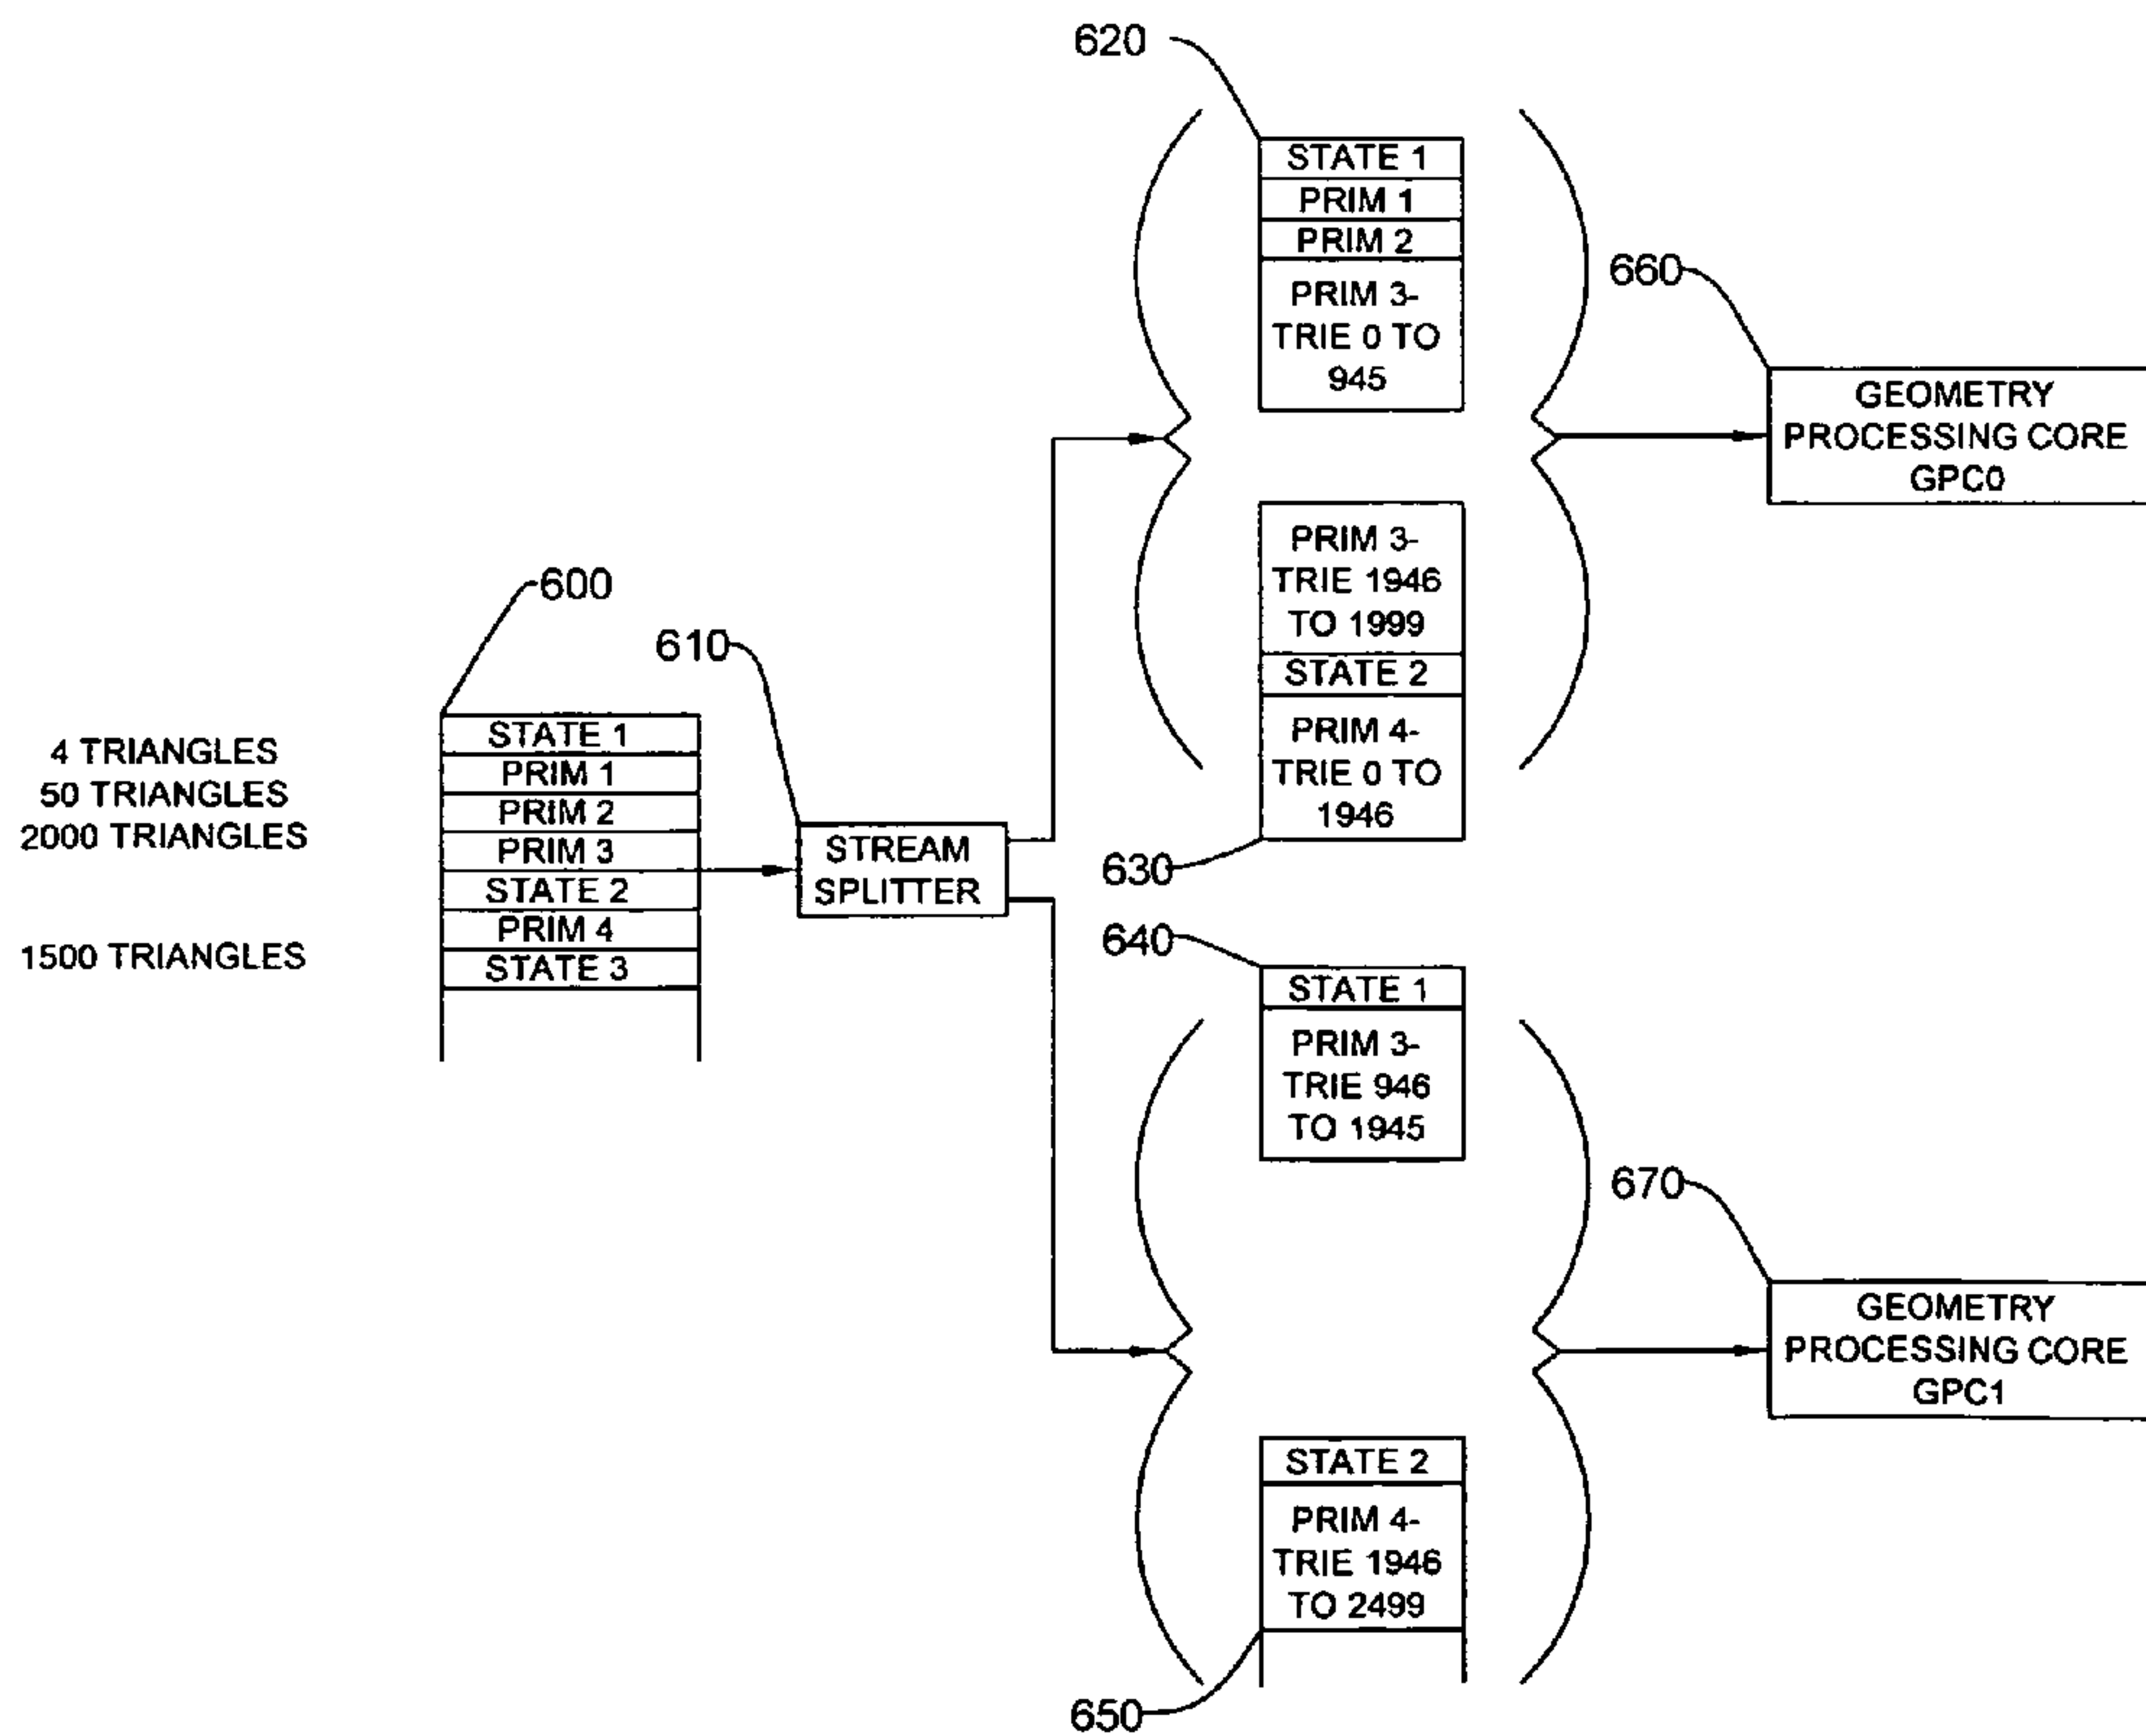 620
STATE 1
PRIM 1
PRIM 2
PRIM 3-
TRIE 0 TO
945
660
GEOMETRY
PROCESSING CORE
GPC0
PRIM 3-
TRIE 1946
TO 1999
STATE 2
PRIM 4-
TRIE 0 TO
1946
630
600
610
4 TRIANGLES
50 TRIANGLES
2000 TRIANGLES
1500 TRIANGLES
STATE 1
PRIM 1
PRIM 2
PRIM 3
STATE 2
PRIM 4
STATE 3
STREAM
SPLITTER
640
STATE 1
PRIM 3-
TRIE 946
TO 1945
670
GEOMETRY
PROCESSING CORE
GPC1
STATE 2
PRIM 4-
TRIE 1946
TO 2499
650